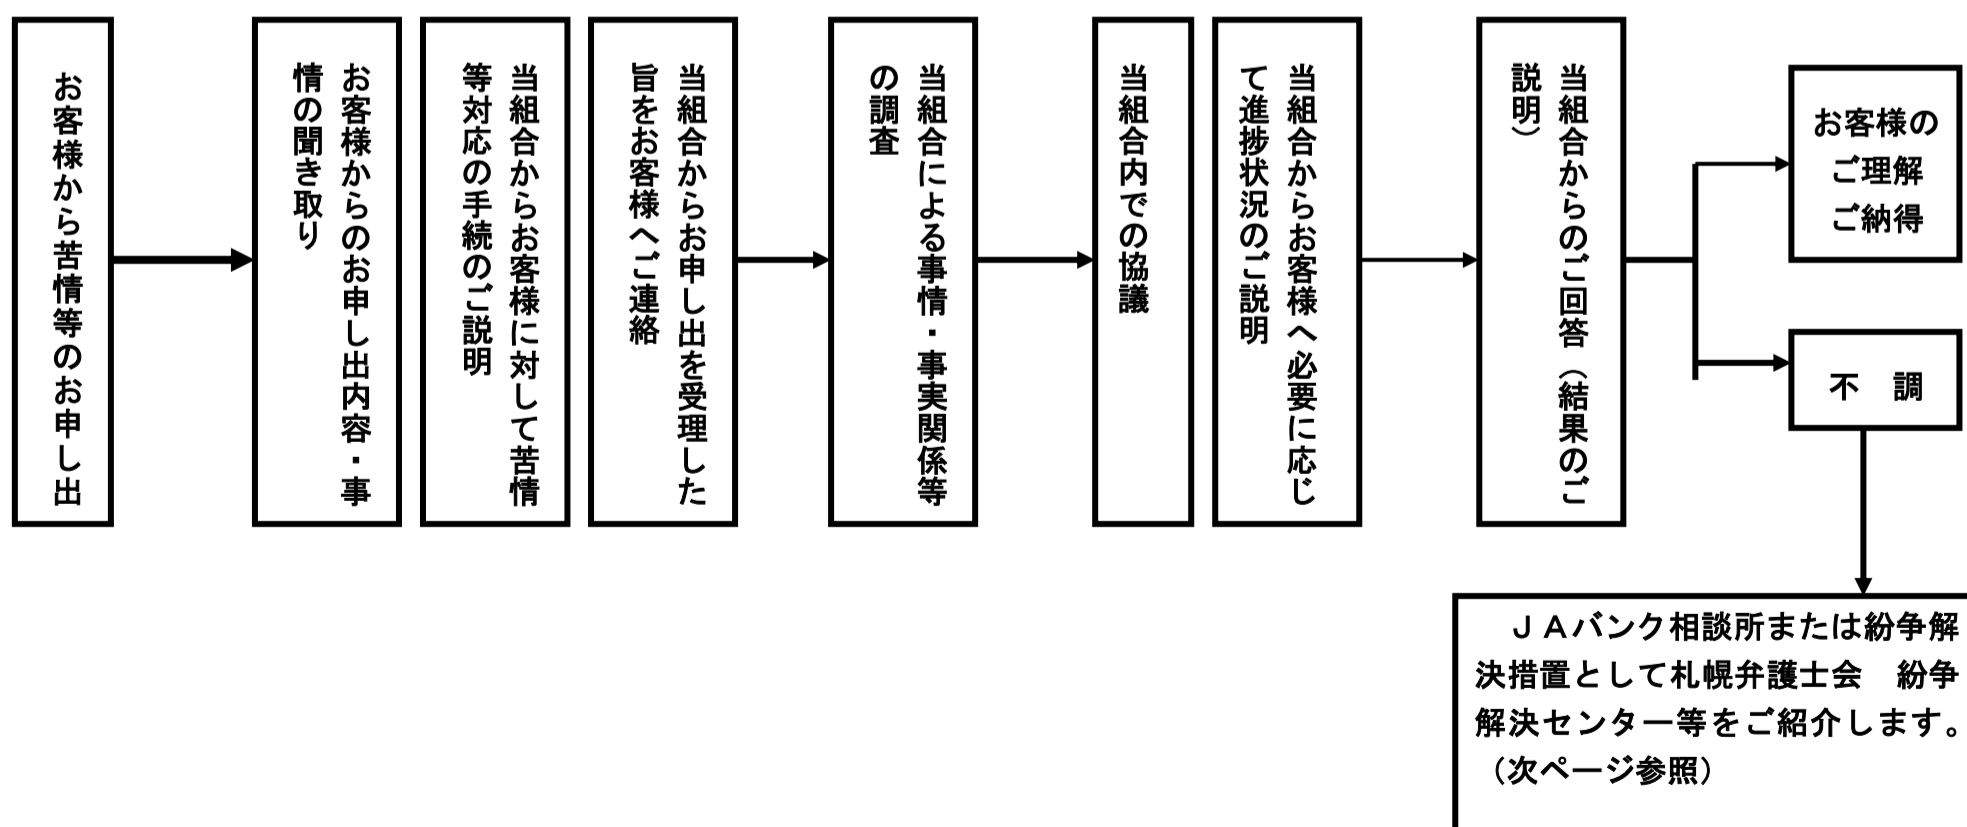 お客様から苦情等のお申し出
お客様からのお申し出内容・事
情の聞き取り
当組合からお客様に対して苦情
等対応の手続のご説明
当組合からお申し出を受理した
旨をお客様へご連絡
当組合による事情・事実関係等
の調査
当組合内での協議
当組合からお客様へ必要に応じ
て進捗状況のご説明
当組合からのご回答（結果のご
説明）
お客様の
ご理解
ご納得
不　調
ＪＡバンク相談所または紛争解
決措置として札幌弁護士会　紛争
解決センター等をご紹介します。
（次ページ参照）